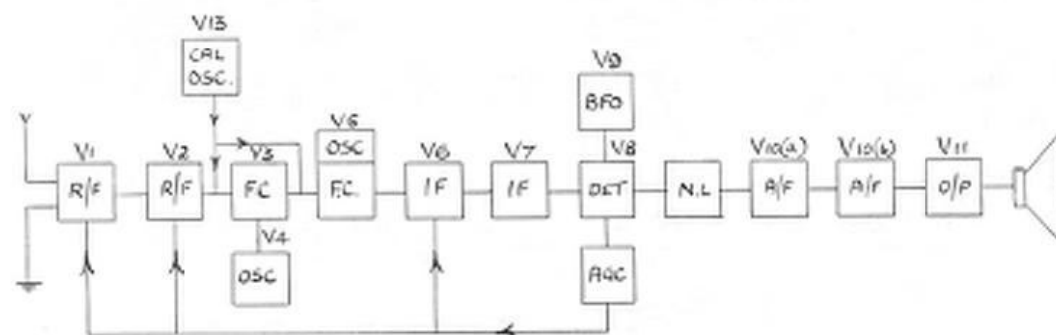 V13
CAL
OSC.
V9
BFO
V1
R/F
V2
R/F
V3
FC
V4
OSC
V5
OSC
F.C.
V6
IF
V7
IF
V8
DET
AGC
N.L
V10(a)
A/F
V10(b)
A/F
V11
O/P